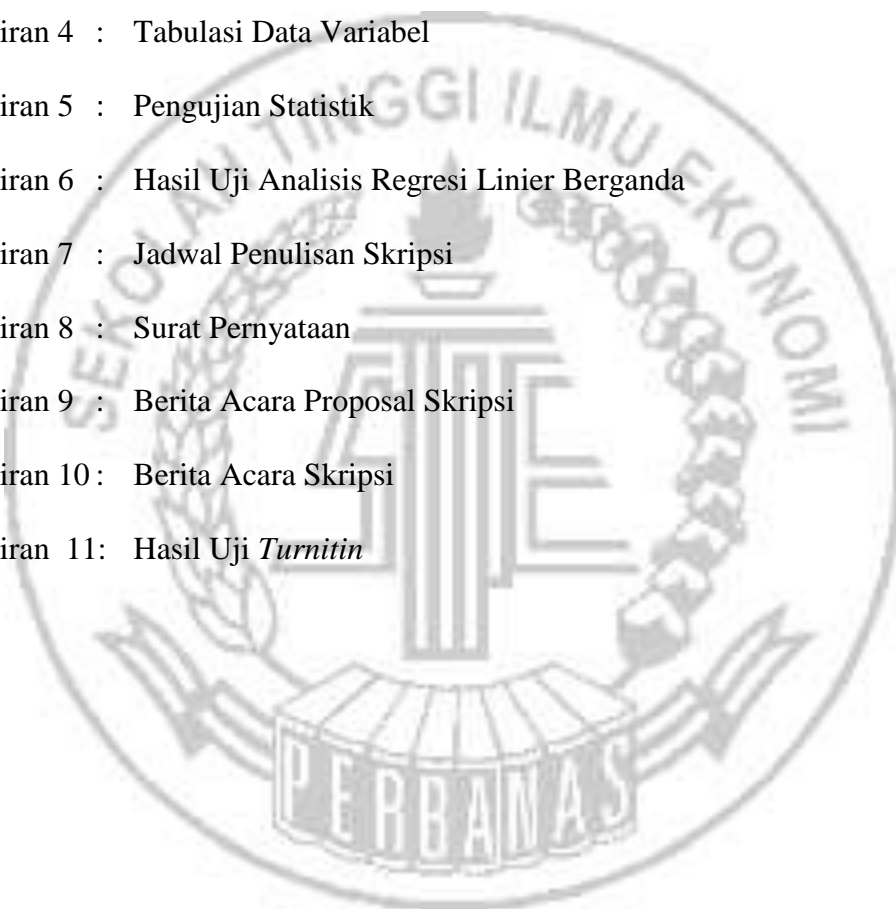 iran 4 : Tabulasi Data Variabel
iran 5 : Pengujian Statistik
iran 6 : Hasil Uji Analisis Regresi Linier Berganda
iran 7 : Jadwal Penulisan Skripsi
iran 8 : Surat Pernyataan
iran 9 : Berita Acara Proposal Skripsi
iran 10 : Berita Acara Skripsi
iran 11: Hasil Uji Turnitin
SEKOLAH TINGGI ILMU EKONOMI
PERBANAS